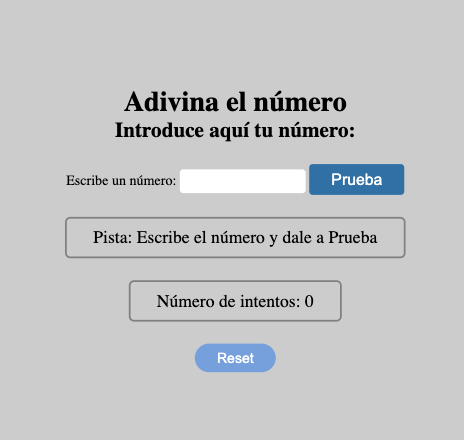 Adivina el número
Introduce aquí tu número:
Escribe un número: Prueba
Pista: Escribe el número y dale a Prueba
Número de intentos: 0
Reset